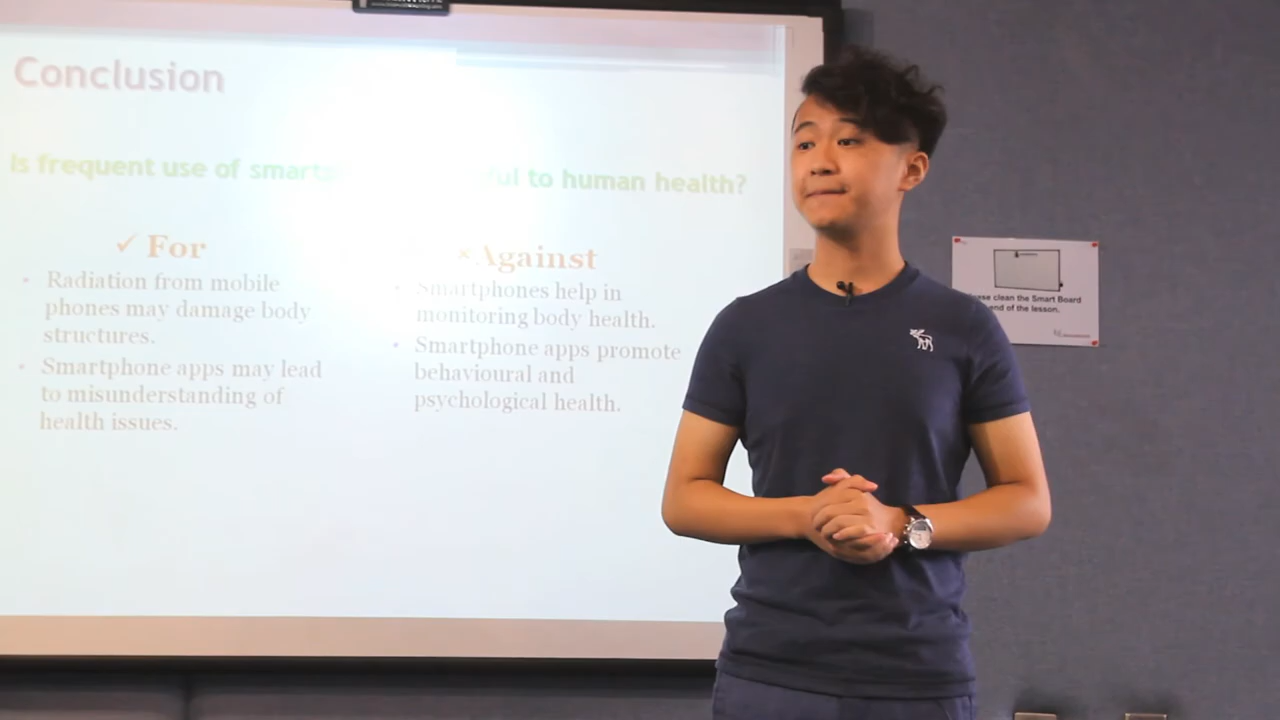 Conclusion
Is frequent use of smart to human health?
✓ For
• Radiation from mobile
phones may damage body
structures.
• Smartphone apps may lead
to misunderstanding of
health issues.
× Against
• Smartphones help in
monitoring body health.
• Smartphone apps promote
behavioural and
psychological health.
clean the Smart Board
end of the lesson.